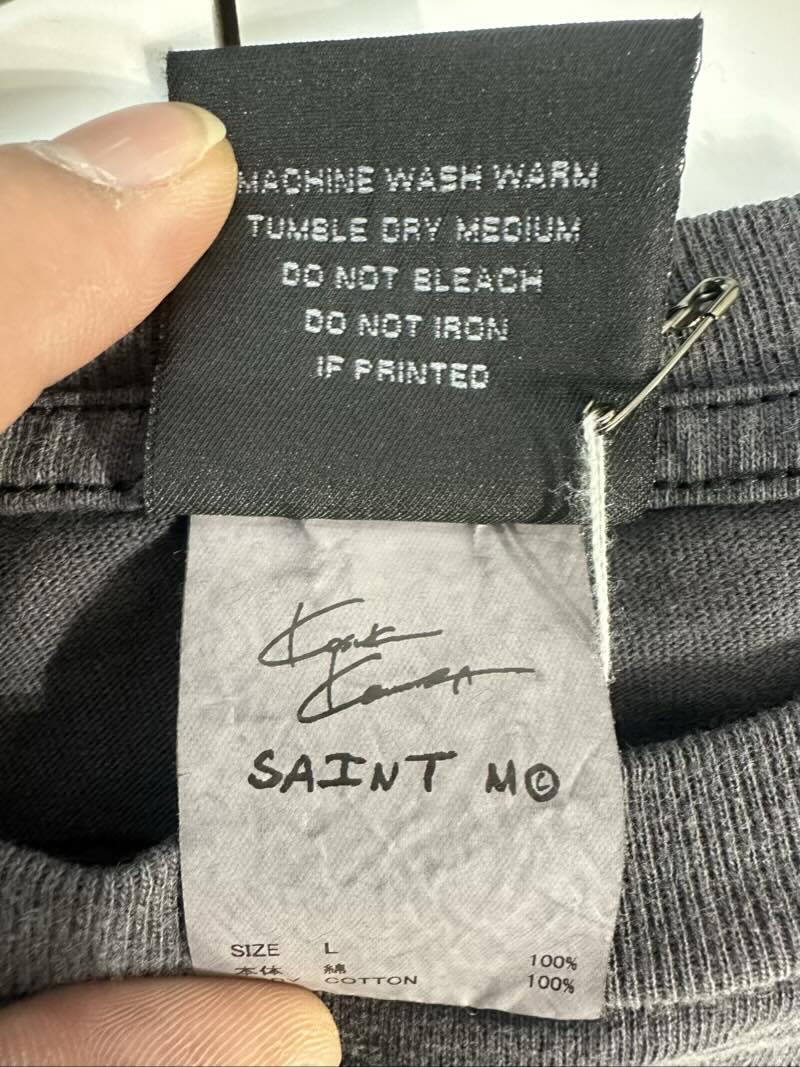 MACHINE WASH WARM
TUMBLE DRY MEDIUM
DO NOT BLEACH
DO NOT IRON
IF PRINTED
SAINT M©
SIZE L
本体 綿 100%
COTTON 100%